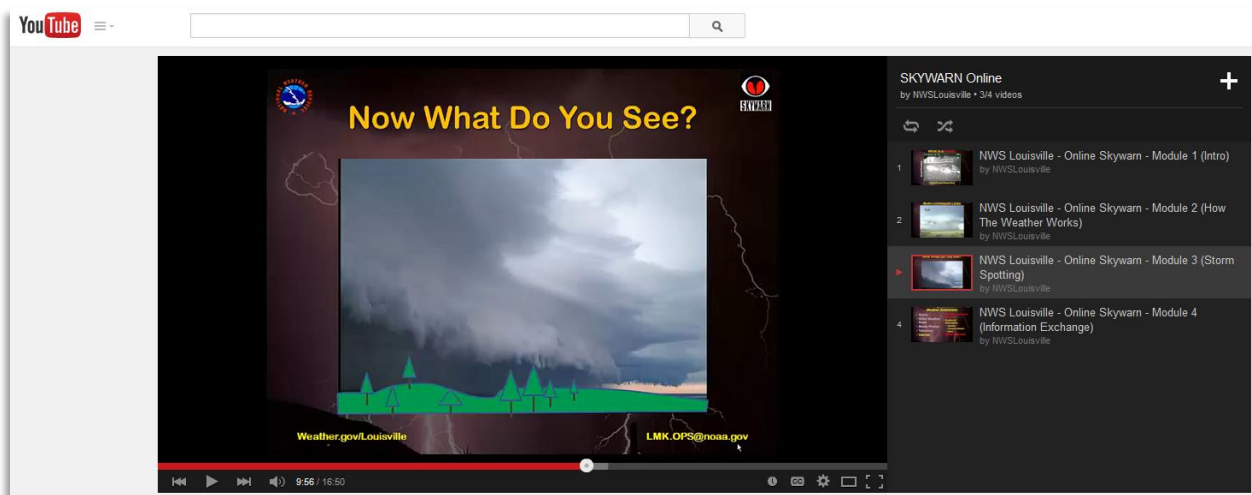 YouTube
SKYWARN
Now What Do You See?
Weather.gov/Louisville
LMK.OPS@noaa.gov
9:56 / 16:50
CC
SKYWARN Online
by NWSLouisville • 3/4 videos
1
NWS Louisville - Online Skywarn - Module 1 (Intro)
by NWSLouisville
2
NWS Louisville - Online Skywarn - Module 2 (How
The Weather Works)
by NWSLouisville
NWS Louisville - Online Skywarn - Module 3 (Storm
Spotting)
by NWSLouisville
4
NWS Louisville - Online Skywarn - Module 4
(Information Exchange)
by NWSLouisville